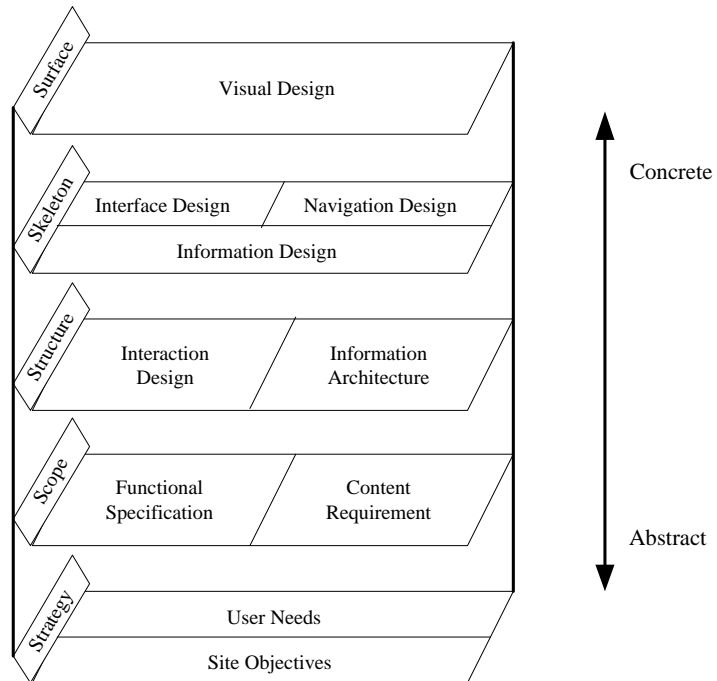 Surface
Visual Design
Concrete
Skeleton
Interface Design
Navigation Design
Information Design
Structure
Interaction
Design
Information
Architecture
Scope
Functional
Specification
Content
Requirement
Abstract
Strategy
User Needs
Site Objectives